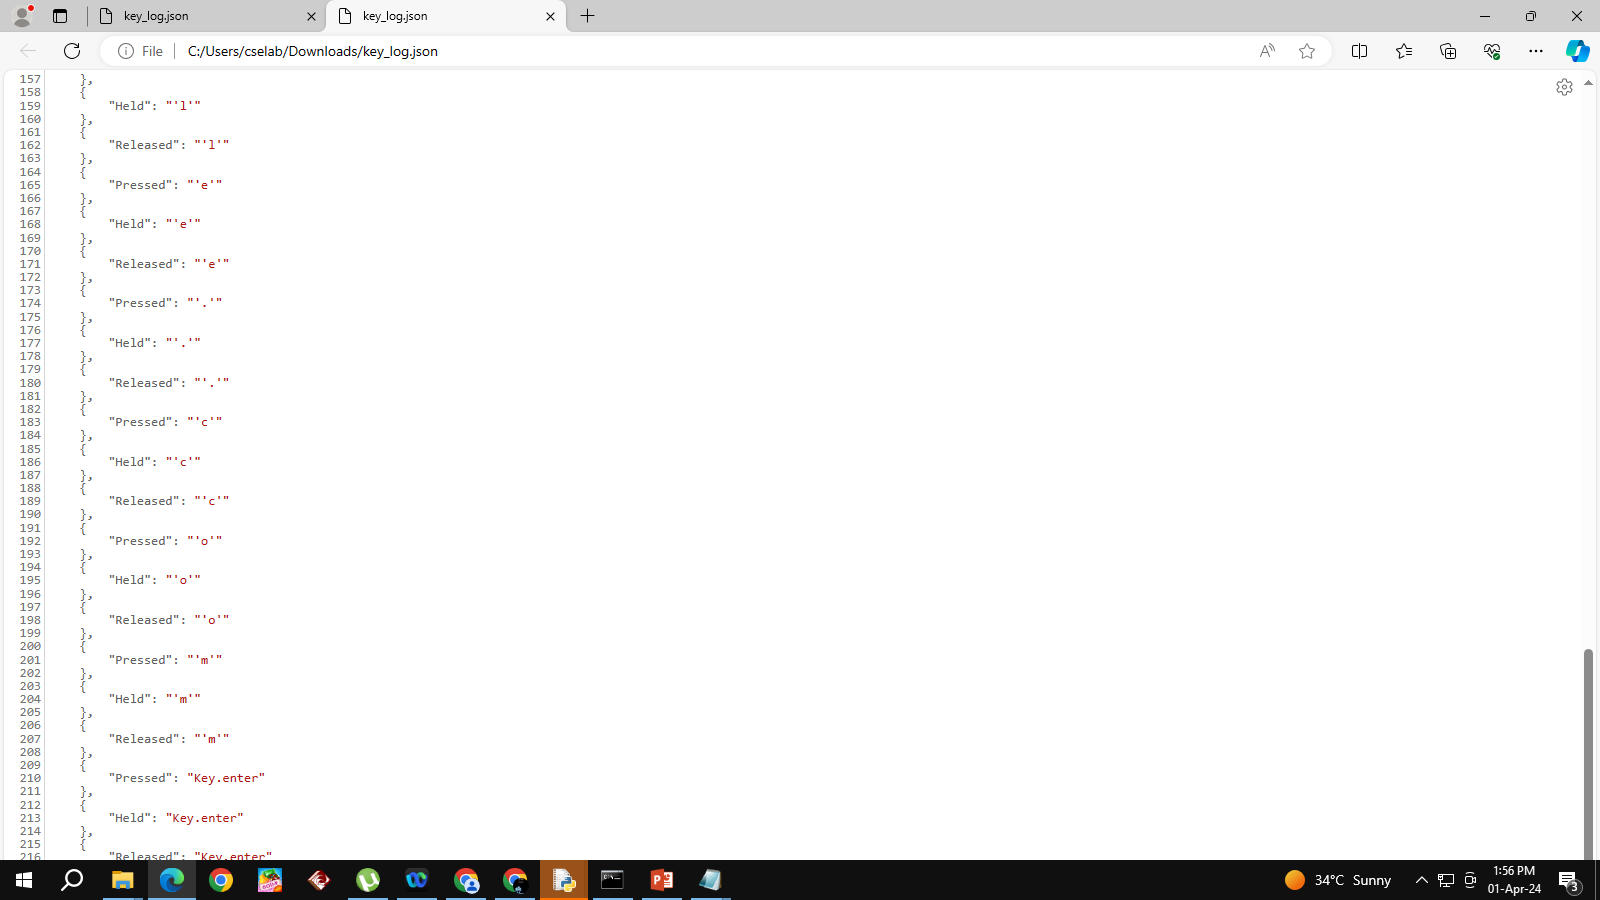 key_log.json
key_log.json
File
C:/Users/cselab/Downloads/key_log.json
157 },
158 {
159 "Held": "'l'"
160 },
161 {
162 "Released": "'l'"
163 },
164 {
165 "Pressed": "'e'"
166 },
167 {
168 "Held": "'e'"
169 },
170 {
171 "Released": "'e'"
172 },
173 {
174 "Pressed": "'.'"
175 },
176 {
177 "Held": "'.'"
178 },
179 {
180 "Released": "'.'"
181 },
182 {
183 "Pressed": "'c'"
184 },
185 {
186 "Held": "'c'"
187 },
188 {
189 "Released": "'c'"
190 },
191 {
192 "Pressed": "'o'"
193 },
194 {
195 "Held": "'o'"
196 },
197 {
198 "Released": "'o'"
199 },
200 {
201 "Pressed": "'m'"
202 },
203 {
204 "Held": "'m'"
205 },
206 {
207 "Released": "'m'"
208 },
209 {
210 "Pressed": "Key.enter"
211 },
212 {
213 "Held": "Key.enter"
214 },
215 {
216 "Released": "Key.enter"
34°C Sunny
1:56 PM
01-Apr-24
3